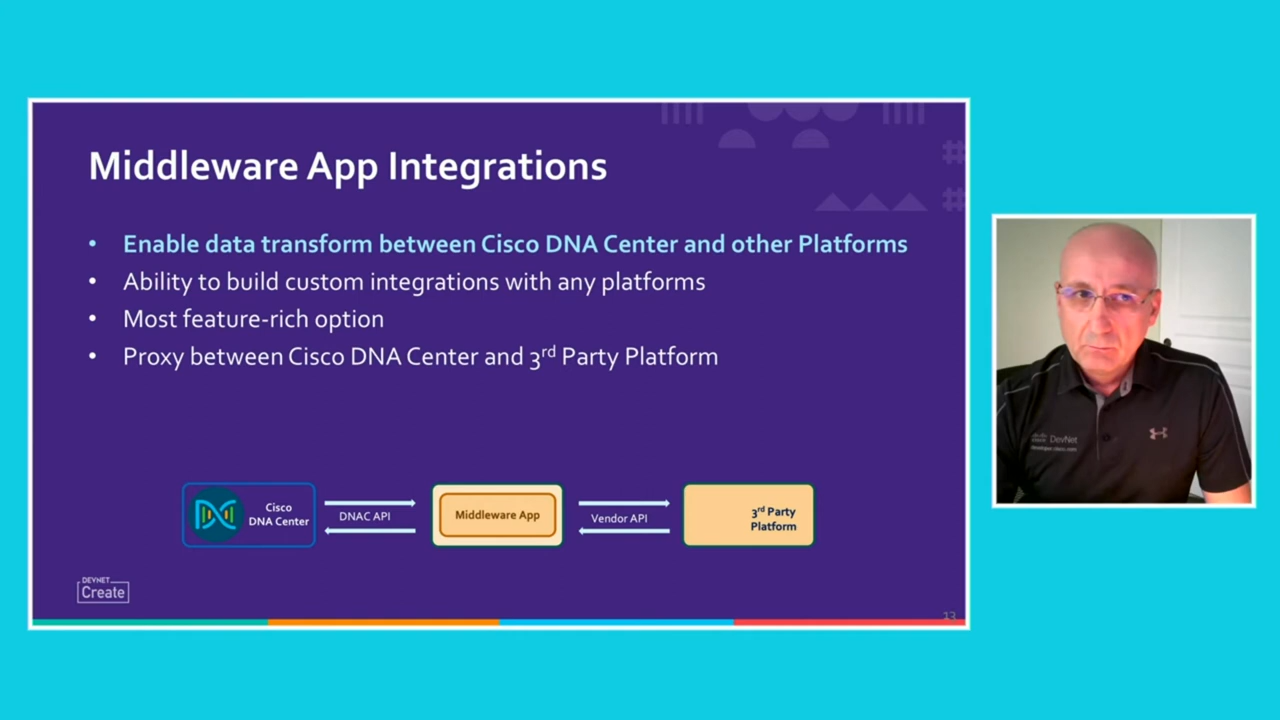 Middleware App Integrations
• Enable data transform between Cisco DNA Center and other Platforms
• Ability to build custom integrations with any platforms
• Most feature-rich option
• Proxy between Cisco DNA Center and 3rd Party Platform
Cisco
DNA Center
DNAC API
Middleware App
Vendor API
3rd Party
Platform
DEVNET
Create
13
DevNet